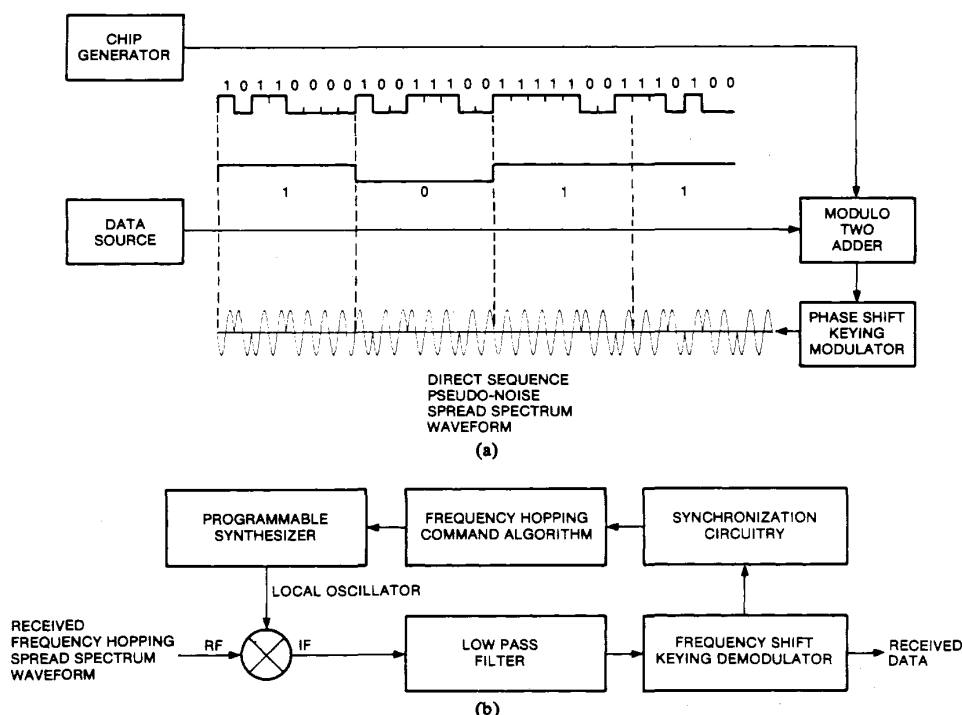 CHIP
GENERATOR
1 0 1 1 0 0 0 0 1 0 0 1 1 1 0 0 1 1 1 1 1 0 0 1 1 1 0 1 0 0
1 0 1 1
DATA
SOURCE
MODULO
TWO
ADDER
PHASE SHIFT
KEYING
MODULATOR
DIRECT SEQUENCE
PSEUDO-NOISE
SPREAD SPECTRUM
WAVEFORM
(a)
PROGRAMMABLE
SYNTHESIZER
FREQUENCY HOPPING
COMMAND ALGORITHM
SYNCHRONIZATION
CIRCUITRY
LOCAL OSCILLATOR
RECEIVED
FREQUENCY HOPPING
SPREAD SPECTRUM
WAVEFORM
RF
IF
LOW PASS
FILTER
FREQUENCY SHIFT
KEYING DEMODULATOR
RECEIVED
DATA
(b)